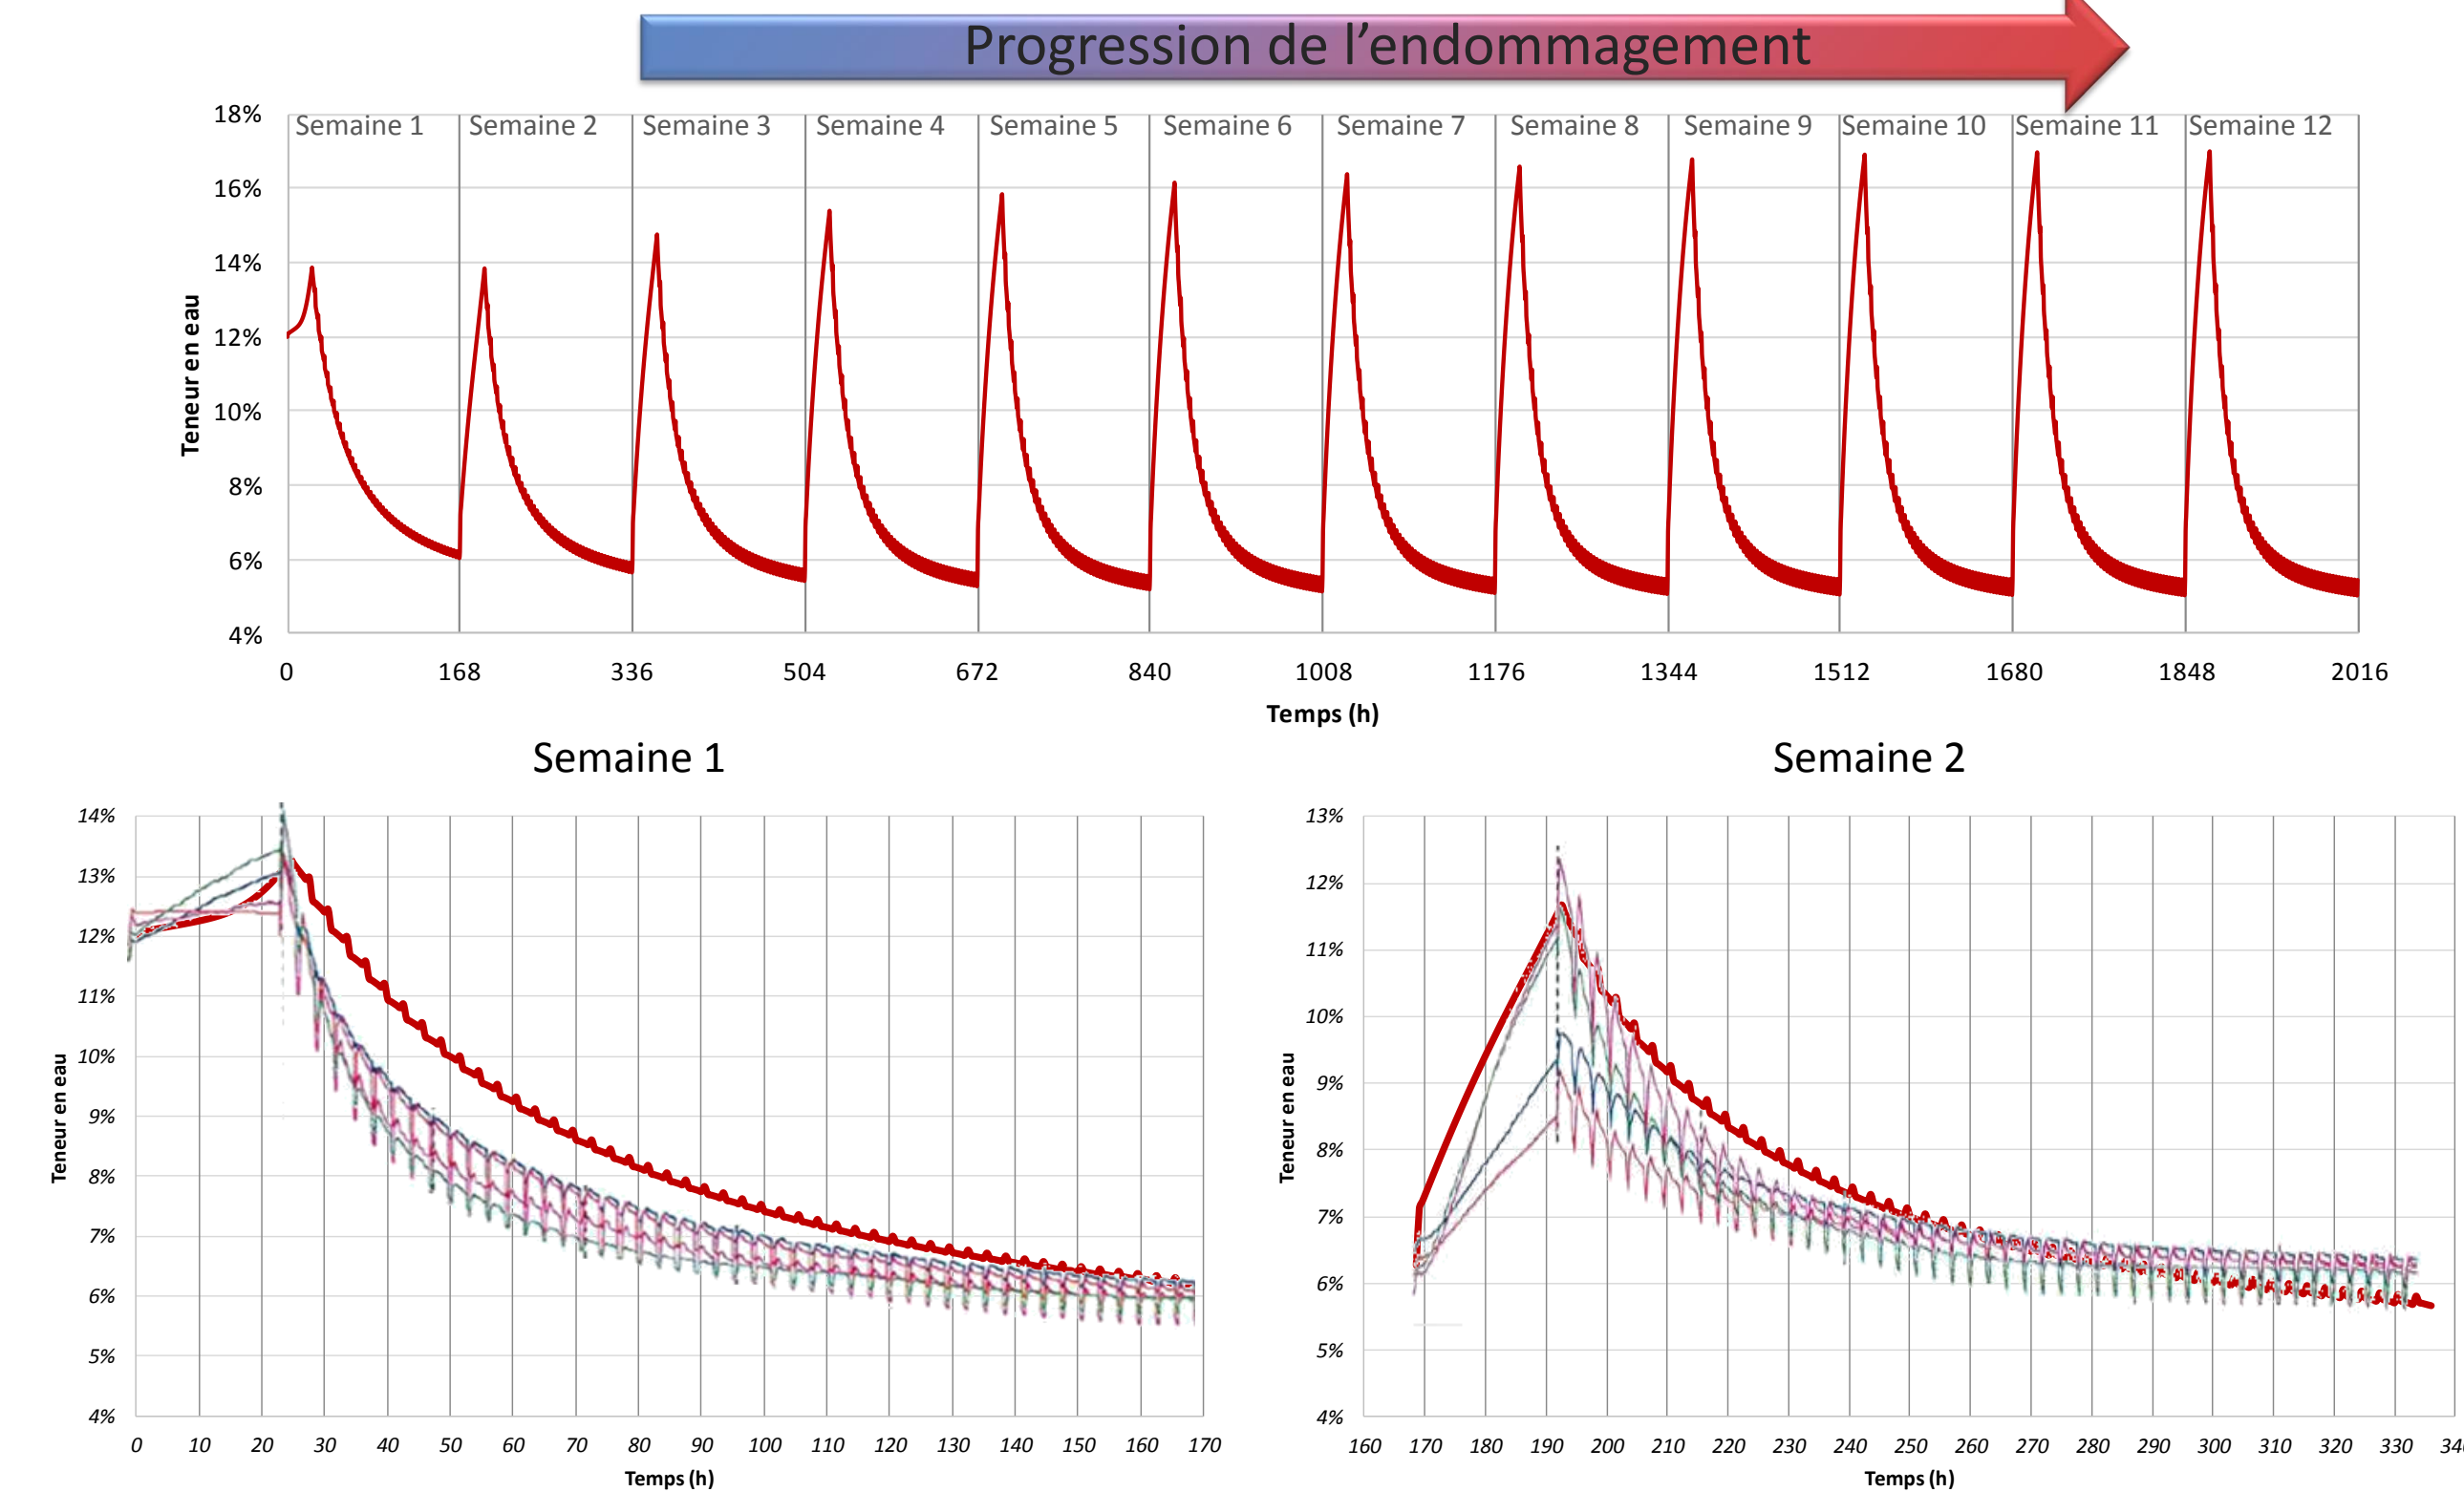 Progression de l'endommagement
18%
Semaine 1 Semaine 2 Semaine 3 Semaine 4 Semaine 5 Semaine 6 Semaine 7 Semaine 8 Semaine 9 Semaine 10 Semaine 11 Semaine 12
16%
14%
12%
10%
8%
6%
4%
Teneur en eau
0 168 336 504 672 840 1008 1176 1344 1512 1680 1848 2016
Temps (h)
Semaine 1
14%
13%
12%
11%
10%
9%
8%
7%
6%
5%
4%
Teneur en eau
0 10 20 30 40 50 60 70 80 90 100 110 120 130 140 150 160 170
Temps (h)
Semaine 2
13%
12%
11%
10%
9%
8%
7%
6%
5%
4%
Teneur en eau
160 170 180 190 200 210 220 230 240 250 260 270 280 290 300 310 320 330
Temps (h)